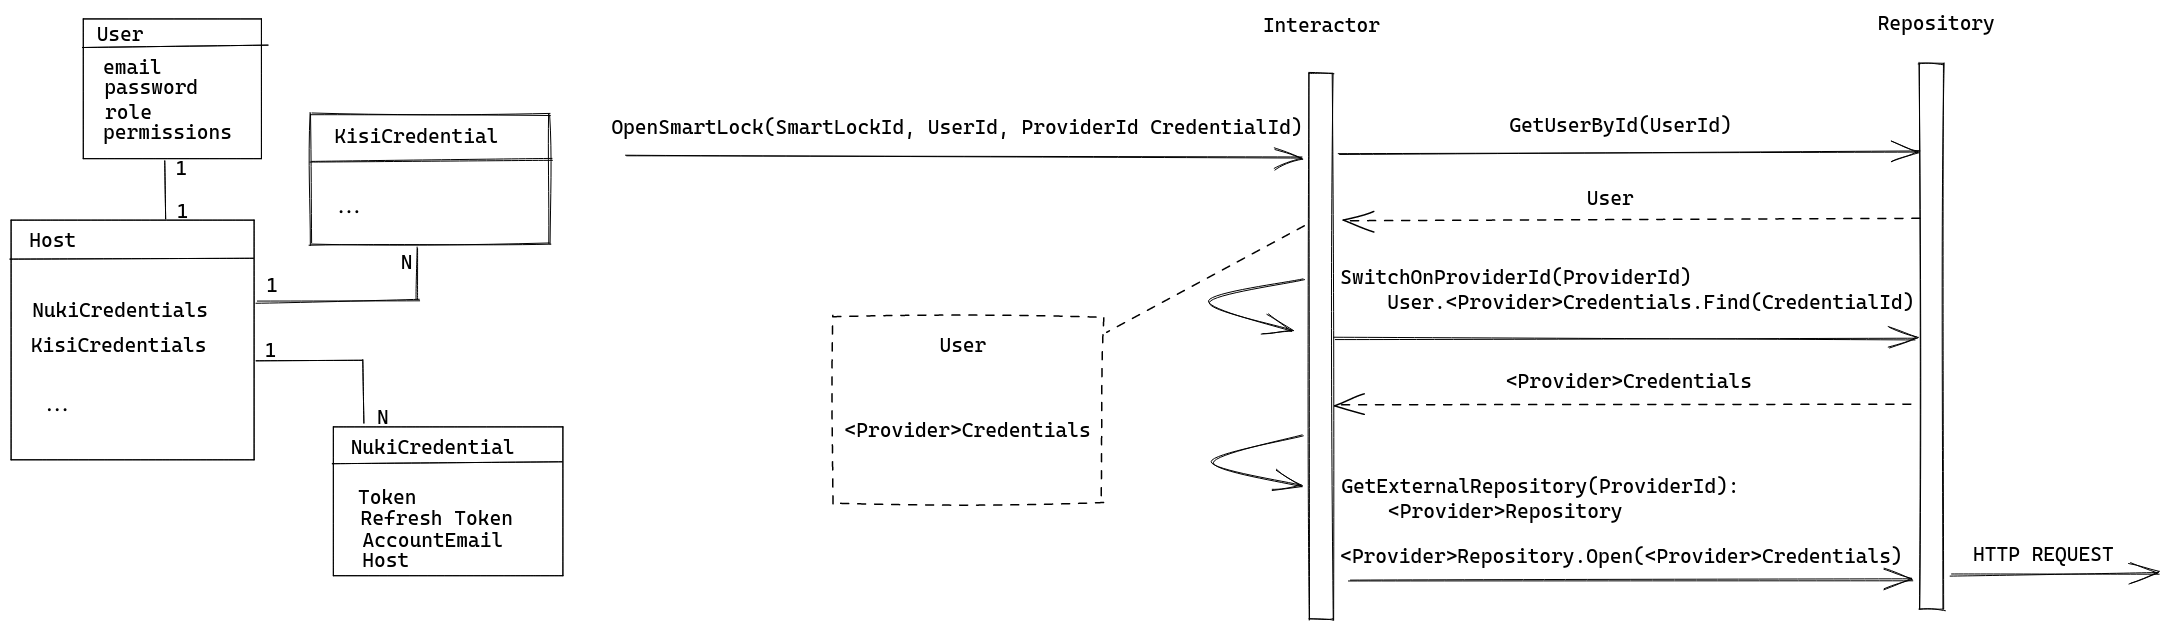 User
email
password
role
permissions
1
1
Host
NukiCredentials
KisiCredentials
...
1
N
KisiCredential
...
1
N
NukiCredential
Token
Refresh Token
AccountEmail
Host
Interactor
Repository
OpenSmartLock(SmartLockId, UserId, ProviderId CredentialId)
GetUserById(UserId)
User
SwitchOnProviderId(ProviderId)
User.<Provider>Credentials.Find(CredentialId)
User
<Provider>Credentials
<Provider>Credentials
GetExternalRepository(ProviderId):
<Provider>Repository
<Provider>Repository.Open(<Provider>Credentials)
HTTP REQUEST